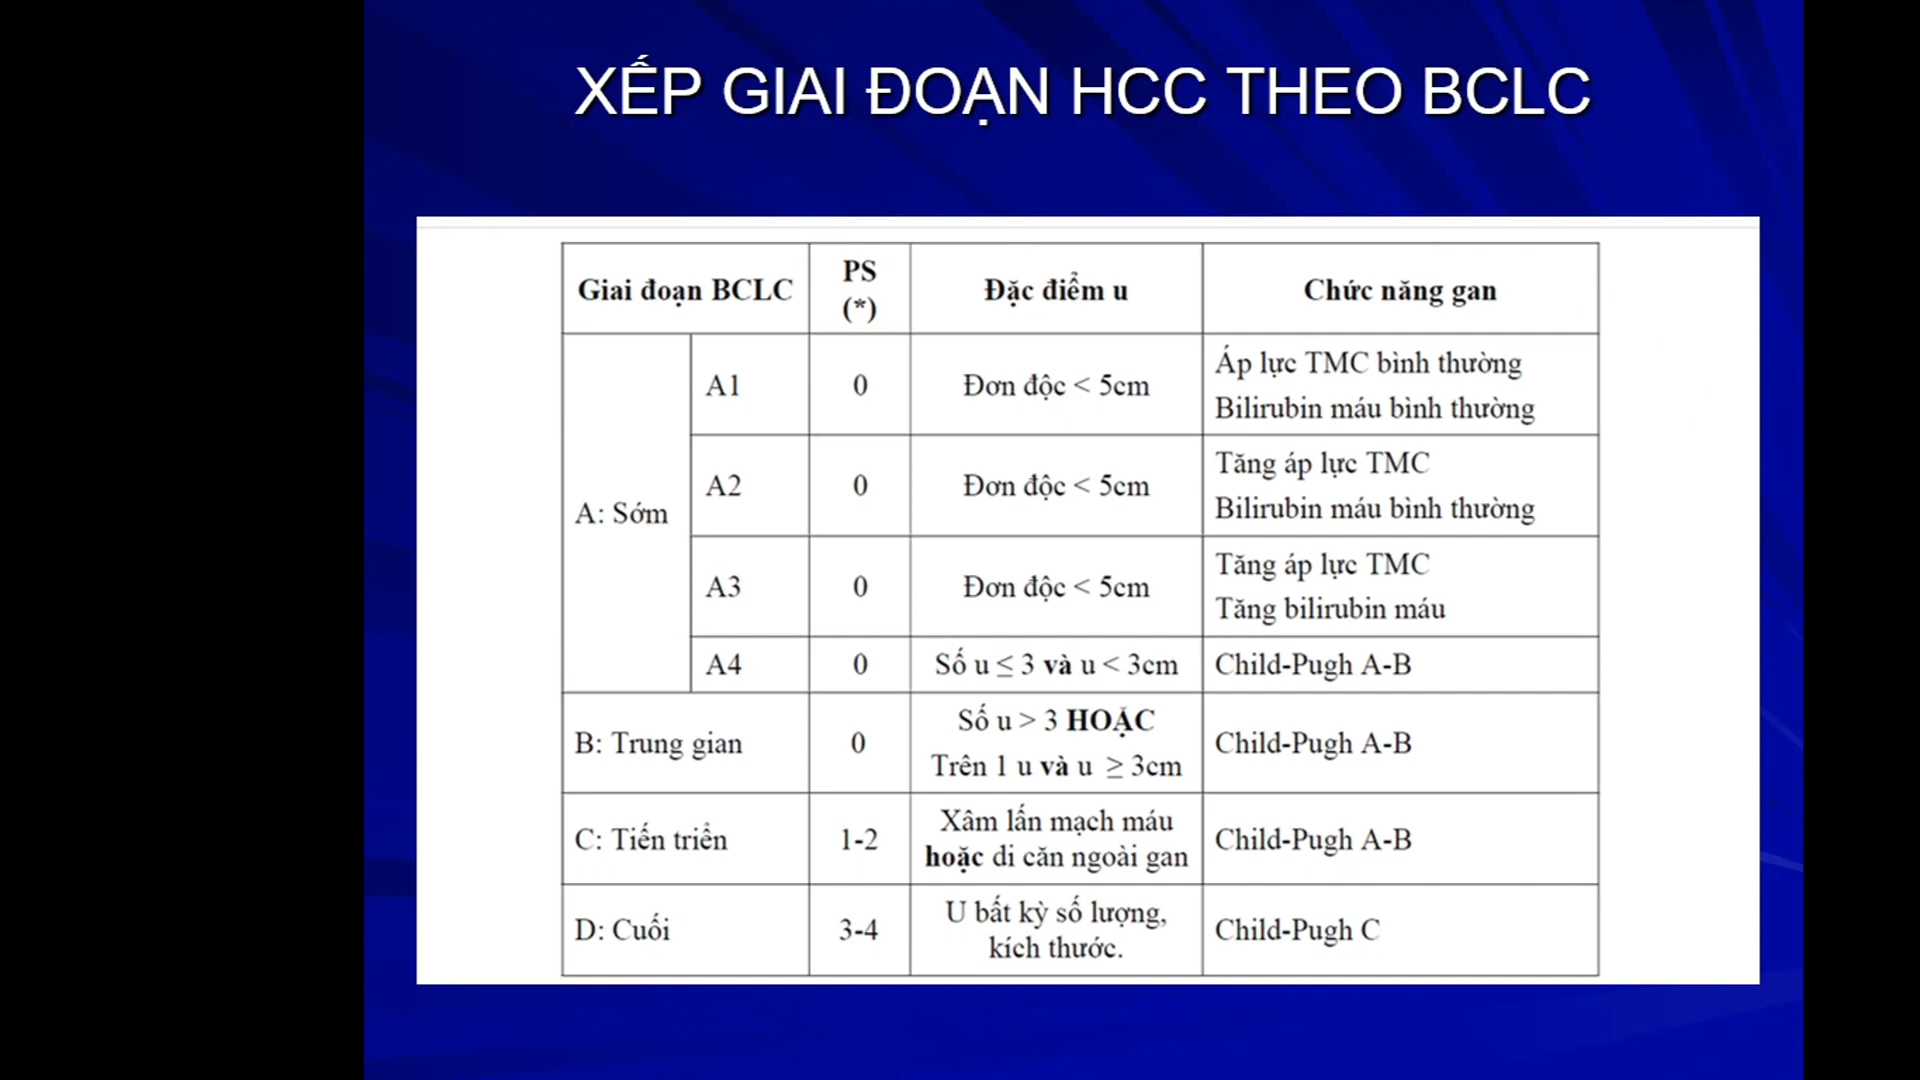 XẾP GIAI ĐOẠN HCC THEO BCLC
Giai đoạn BCLC
PS
(*)
Đặc điểm u
Chức năng gan
A: Sớm
A1
0
Đơn độc < 5cm
Áp lực TMC bình thường
Bilirubin máu bình thường
A2
0
Đơn độc < 5cm
Tăng áp lực TMC
Bilirubin máu bình thường
A3
0
Đơn độc < 5cm
Tăng áp lực TMC
Tăng bilirubin máu
A4
0
Số u ≤ 3 và u < 3cm
Child-Pugh A-B
B: Trung gian
0
Số u > 3 HOẶC
Trên 1 u và u ≥ 3cm
Child-Pugh A-B
C: Tiến triển
1-2
Xâm lấn mạch máu
hoặc di căn ngoài gan
Child-Pugh A-B
D: Cuối
3-4
U bất kỳ số lượng,
kích thước.
Child-Pugh C